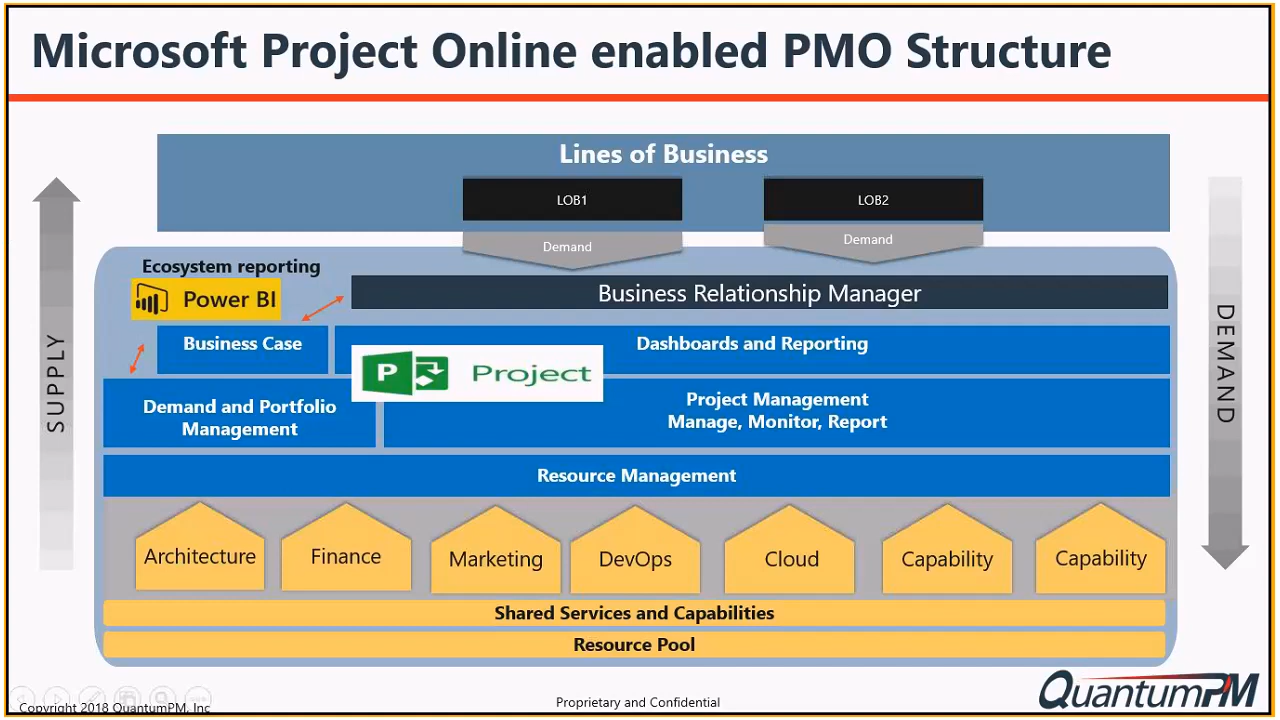 Microsoft Project Online enabled PMO Structure
Lines of Business
LOB1
LOB2
Demand
Demand
Ecosystem reporting
Power BI
Business Relationship Manager
Business Case
Dashboards and Reporting
P
Project
Demand and Portfolio
Management
Project Management
Manage, Monitor, Report
Resource Management
SUPPLY
DEMAND
Architecture
Finance
Marketing
DevOps
Cloud
Capability
Capability
Shared Services and Capabilities
Resource Pool
Copyright 2018 QuantumPM, Inc
Proprietary and Confidential
QuantumPM